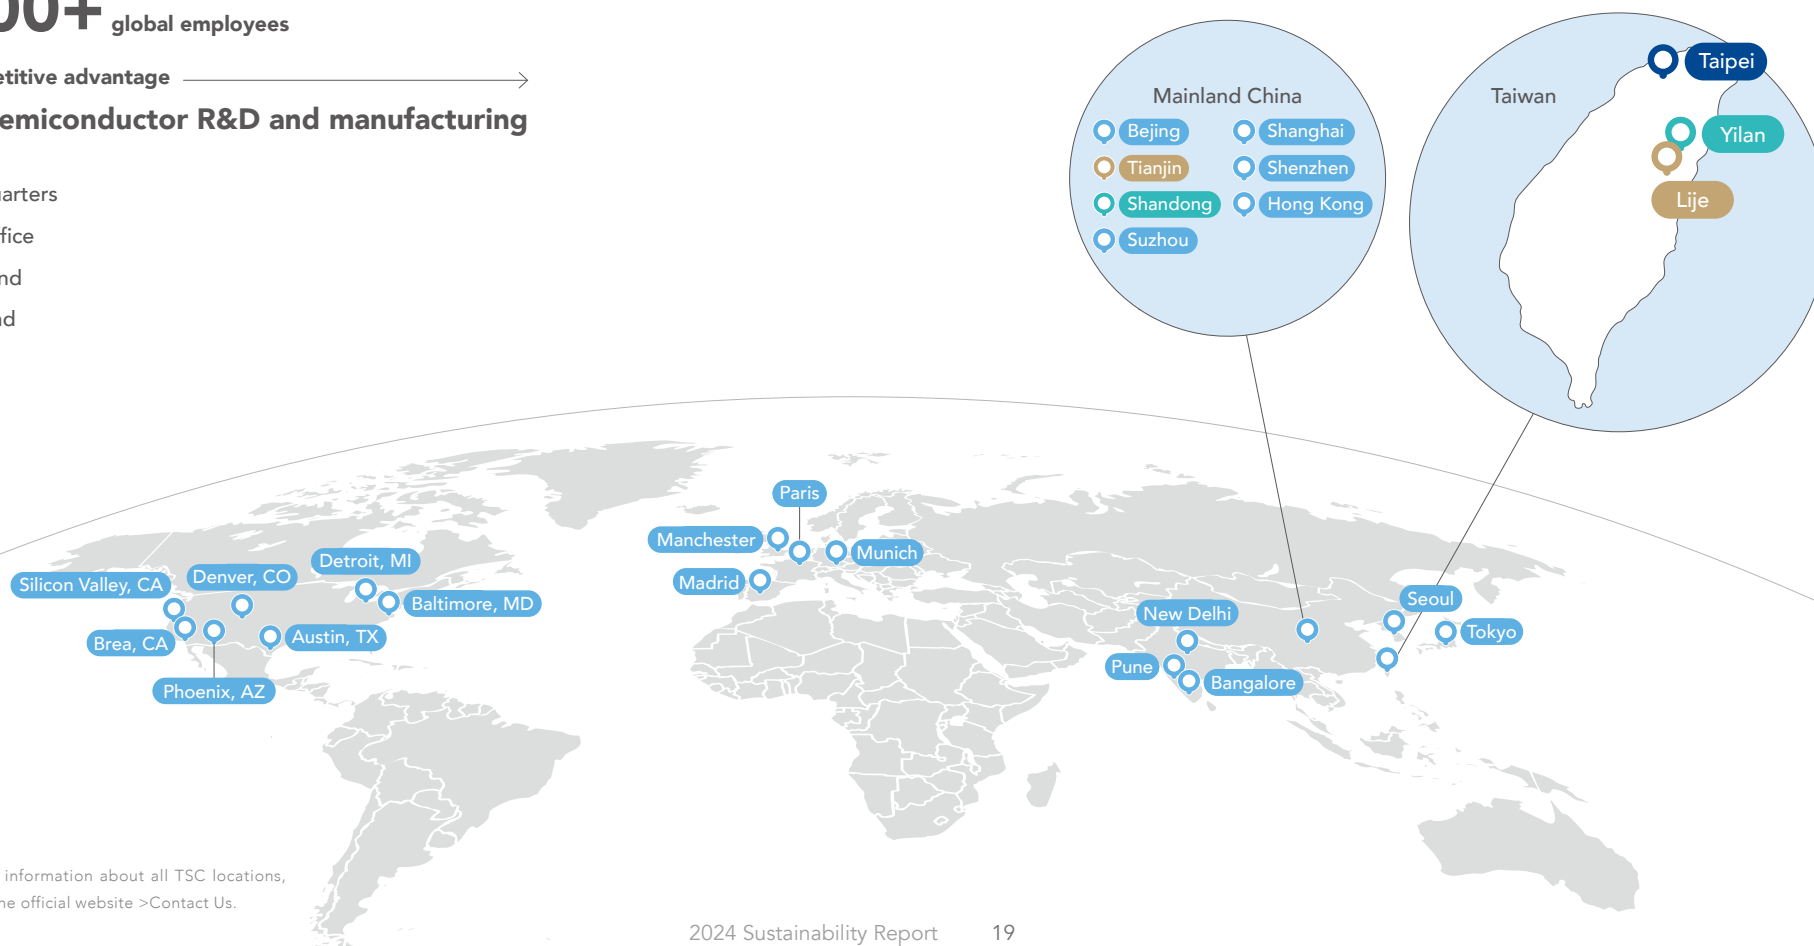 00+ global employees
etitive advantage
emiconductor R&D and manufacturing
uarters
fice
nd
nd
Mainland China
Bejing
Shanghai
Tianjin
Shenzhen
Shandong
Hong Kong
Suzhou
Taiwan
Taipei
Yilan
Lije
Paris
Manchester
Munich
Madrid
Detroit, MI
Denver, CO
Silicon Valley, CA
Baltimore, MD
Brea, CA
Austin, TX
Phoenix, AZ
Seoul
New Delhi
Tokyo
Pune
Bangalore
information about all TSC locations,
he official website >Contact Us.
2024 Sustainability Report 19